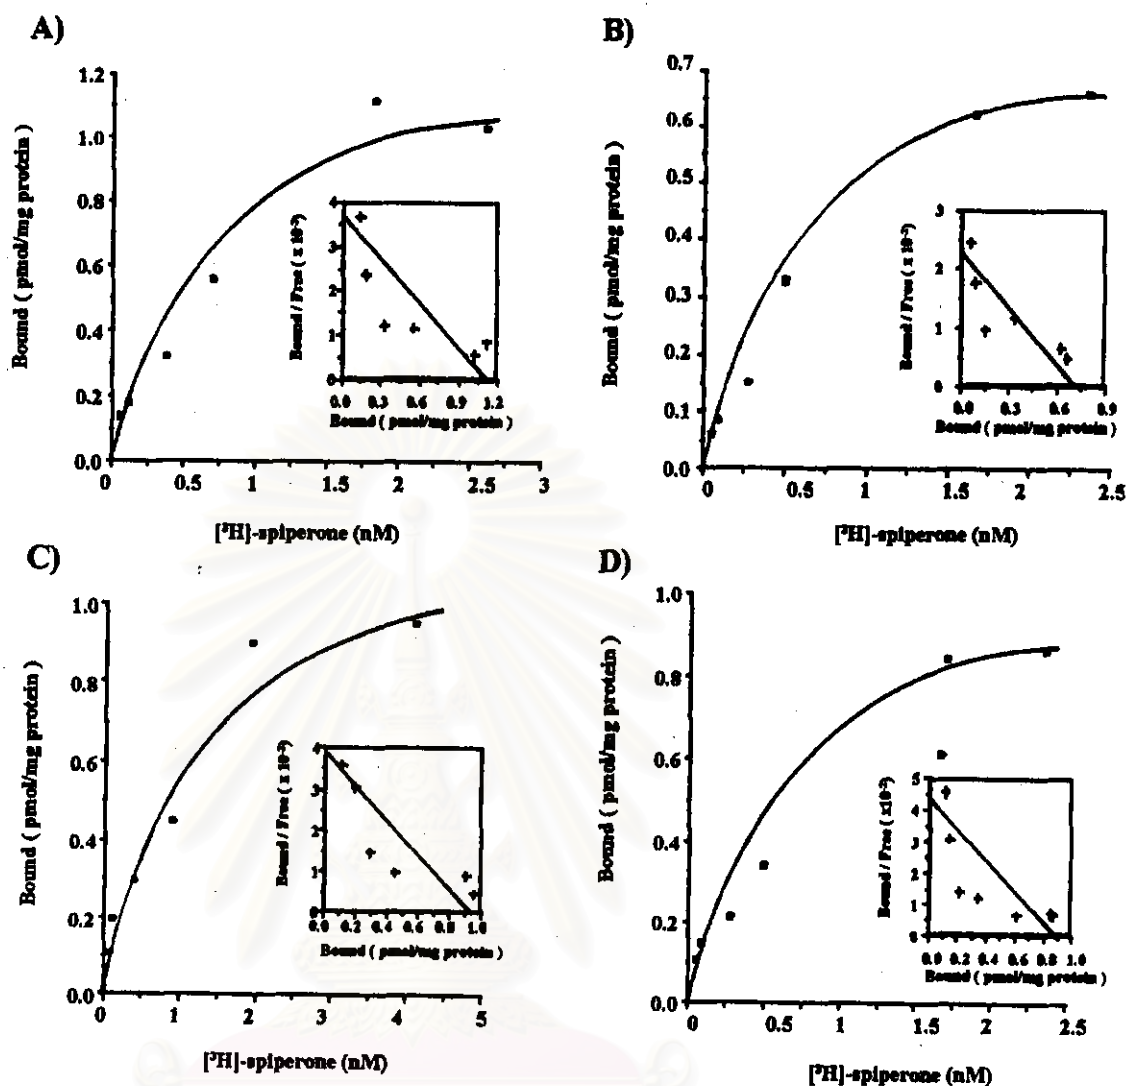 A)
Bound ( pmol/mg protein )
1.2
1.0
0.8
0.6
0.4
0.2
0.0
0 0.5 1 1.5 2 2.5 3
[³H]-spiperone (nM)
Bound / Free ( x 10⁻²)
4
3
2
1
0
0.0 0.3 0.6 0.9 1.2
Bound ( pmol/mg protein )
B)
Bound ( pmol/mg protein )
0.7
0.6
0.5
0.4
0.3
0.2
0.1
0.0
0 0.5 1 1.5 2 2.5
[³H]-spiperone (nM)
Bound / Free ( x 10⁻²)
3
2
1
0
0.0 0.3 0.6 0.9
Bound ( pmol/mg protein )
C)
Bound ( pmol/mg protein )
1.0
0.8
0.6
0.4
0.2
0.0
0 1 2 3 4 5
[³H]-spiperone (nM)
Bound / Free ( x 10⁻²)
4
3
2
1
0
0.0 0.2 0.4 0.6 0.8 1.0
Bound ( pmol/mg protein )
D)
Bound ( pmol/mg protein )
1.0
0.8
0.6
0.4
0.2
0.0
0 0.5 1 1.5 2 2.5
[³H]-spiperone (nM)
Bound / Free ( x10⁻²)
5
4
3
2
1
0
0.0 0.2 0.4 0.6 0.8 1.0
Bound ( pmol/mg protein )